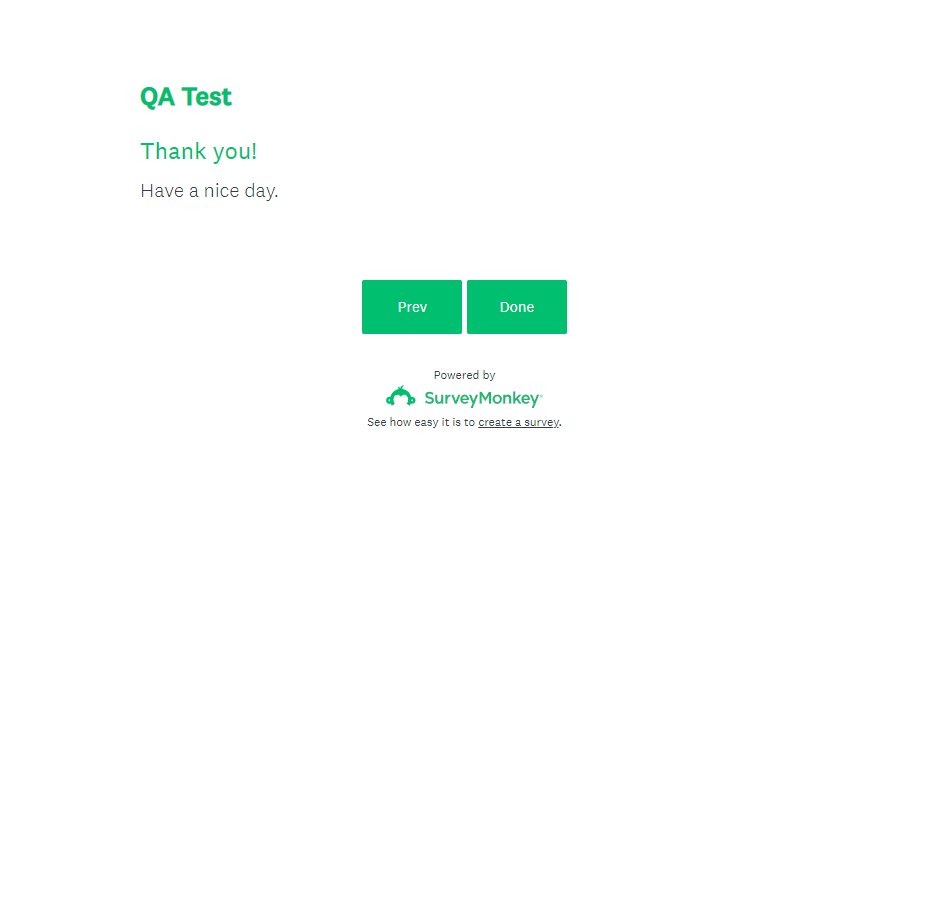 QA Test
Thank you!
Have a nice day.
Prev
Done
Powered by
SurveyMonkey®
See how easy it is to create a survey.